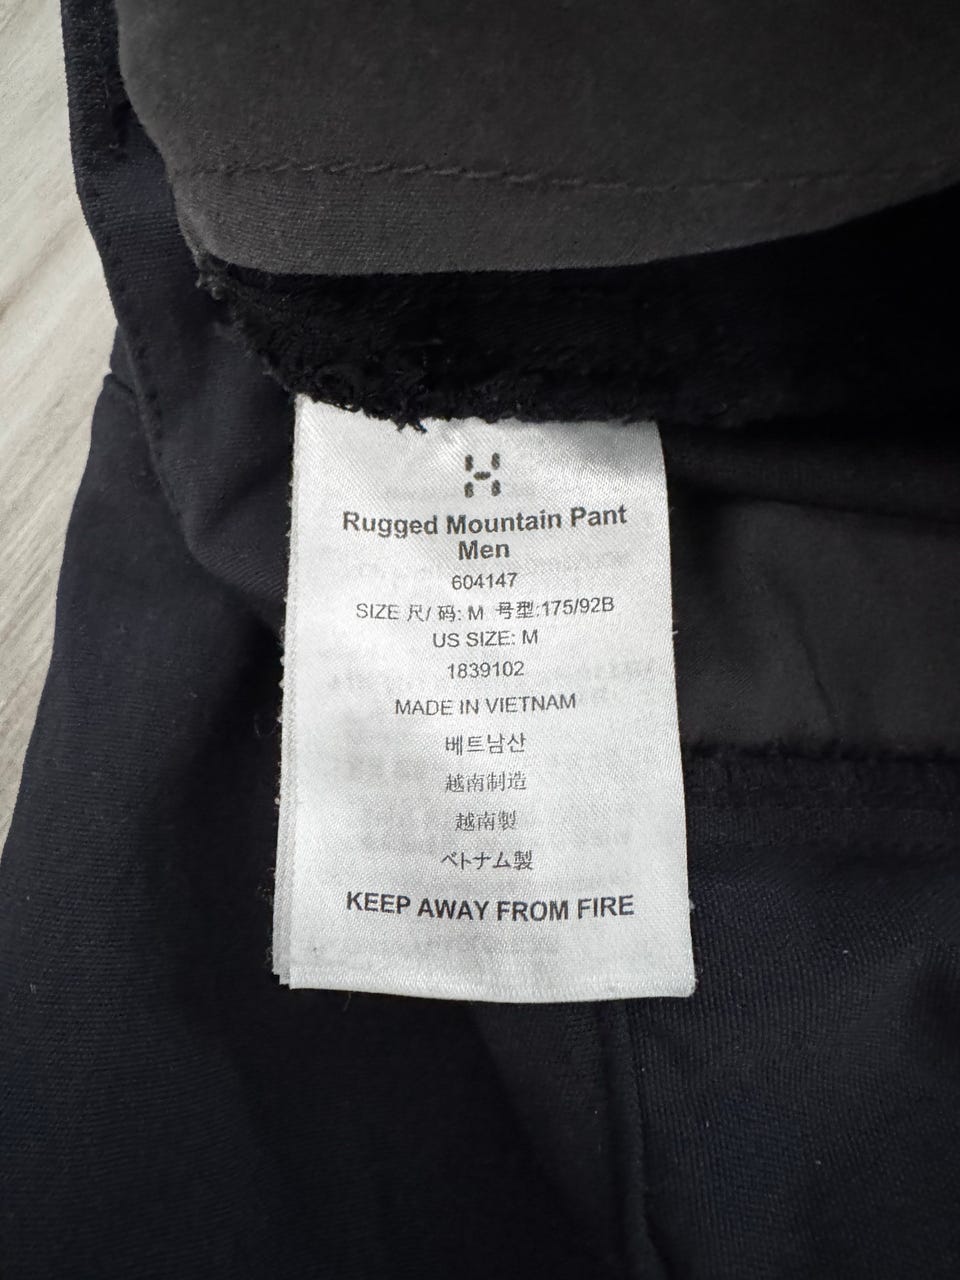 Rugged Mountain Pant
Men
604147
SIZE 尺/ 码: M 号型:175/92B
US SIZE: M
1839102
MADE IN VIETNAM
베트남산
越南制造
越南製
ベトナム製
KEEP AWAY FROM FIRE